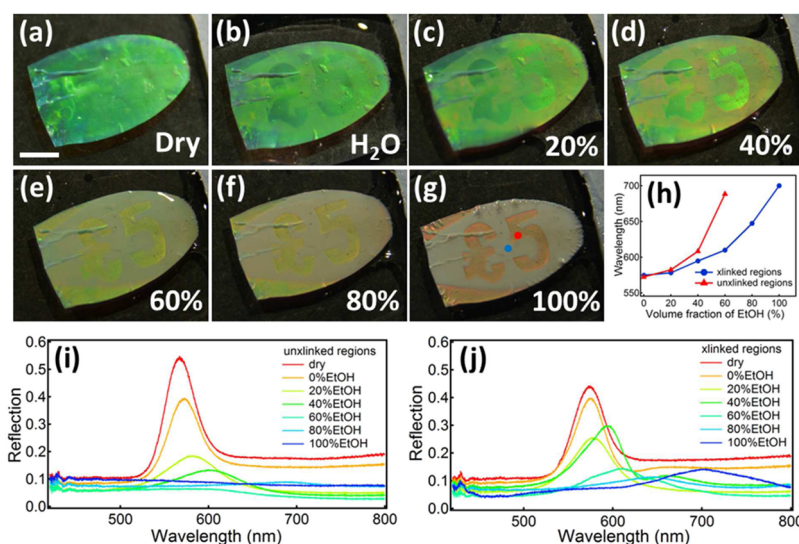 (a)
Dry
(b)
H₂O
(c)
20%
(d)
40%
(e)
60%
(f)
80%
(g)
£5
100%
(h)
Wavelength (nm)
700
650
600
550
xlinked regions
unxlinked regions
0 20 40 60 80 100
Volume fraction of EtOH (%)
(i)
unxlinked regions
dry
0%EtOH
20%EtOH
40%EtOH
60%EtOH
80%EtOH
100%EtOH
Reflection
0.6
0.5
0.4
0.3
0.2
0.1
0.0
500 600 700 800
Wavelength (nm)
(j)
xlinked regions
dry
0%EtOH
20%EtOH
40%EtOH
60%EtOH
80%EtOH
100%EtOH
Reflection
0.6
0.5
0.4
0.3
0.2
0.1
0.0
500 600 700 800
Wavelength (nm)